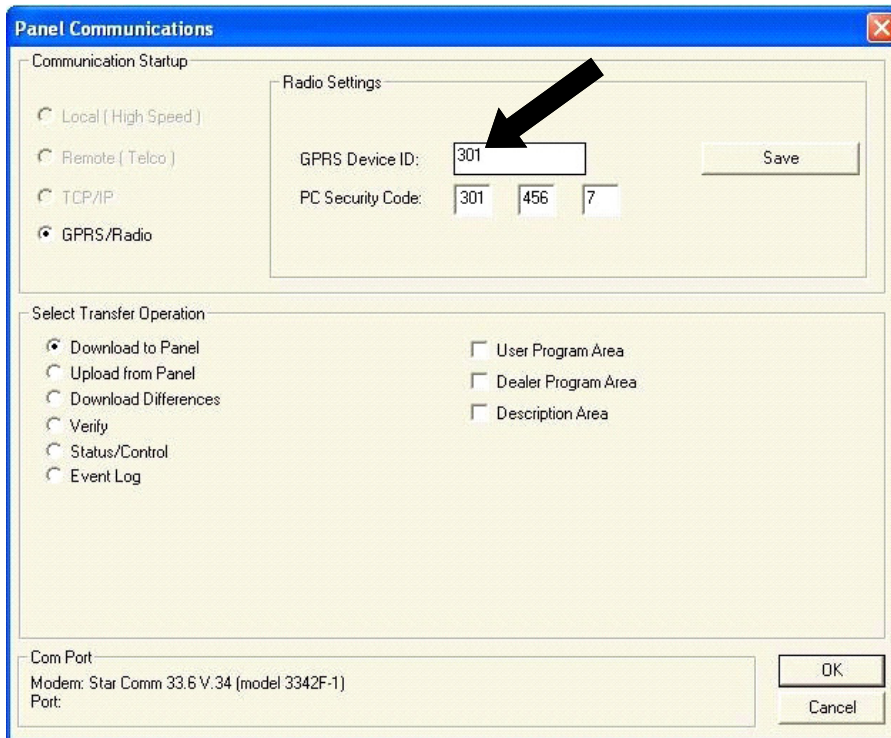 Panel Communications
Communication Startup
Local ( High Speed )
Remote ( Telco )
TCP/IP
GPRS/Radio
Radio Settings
GPRS Device ID: 301
Save
PC Security Code: 301 456 7
Select Transfer Operation
Download to Panel
Upload from Panel
Download Differences
Verify
Status/Control
Event Log
User Program Area
Dealer Program Area
Description Area
Com Port
Modem: Star Comm 33.6 V.34 (model 3342F-1)
Port:
OK
Cancel